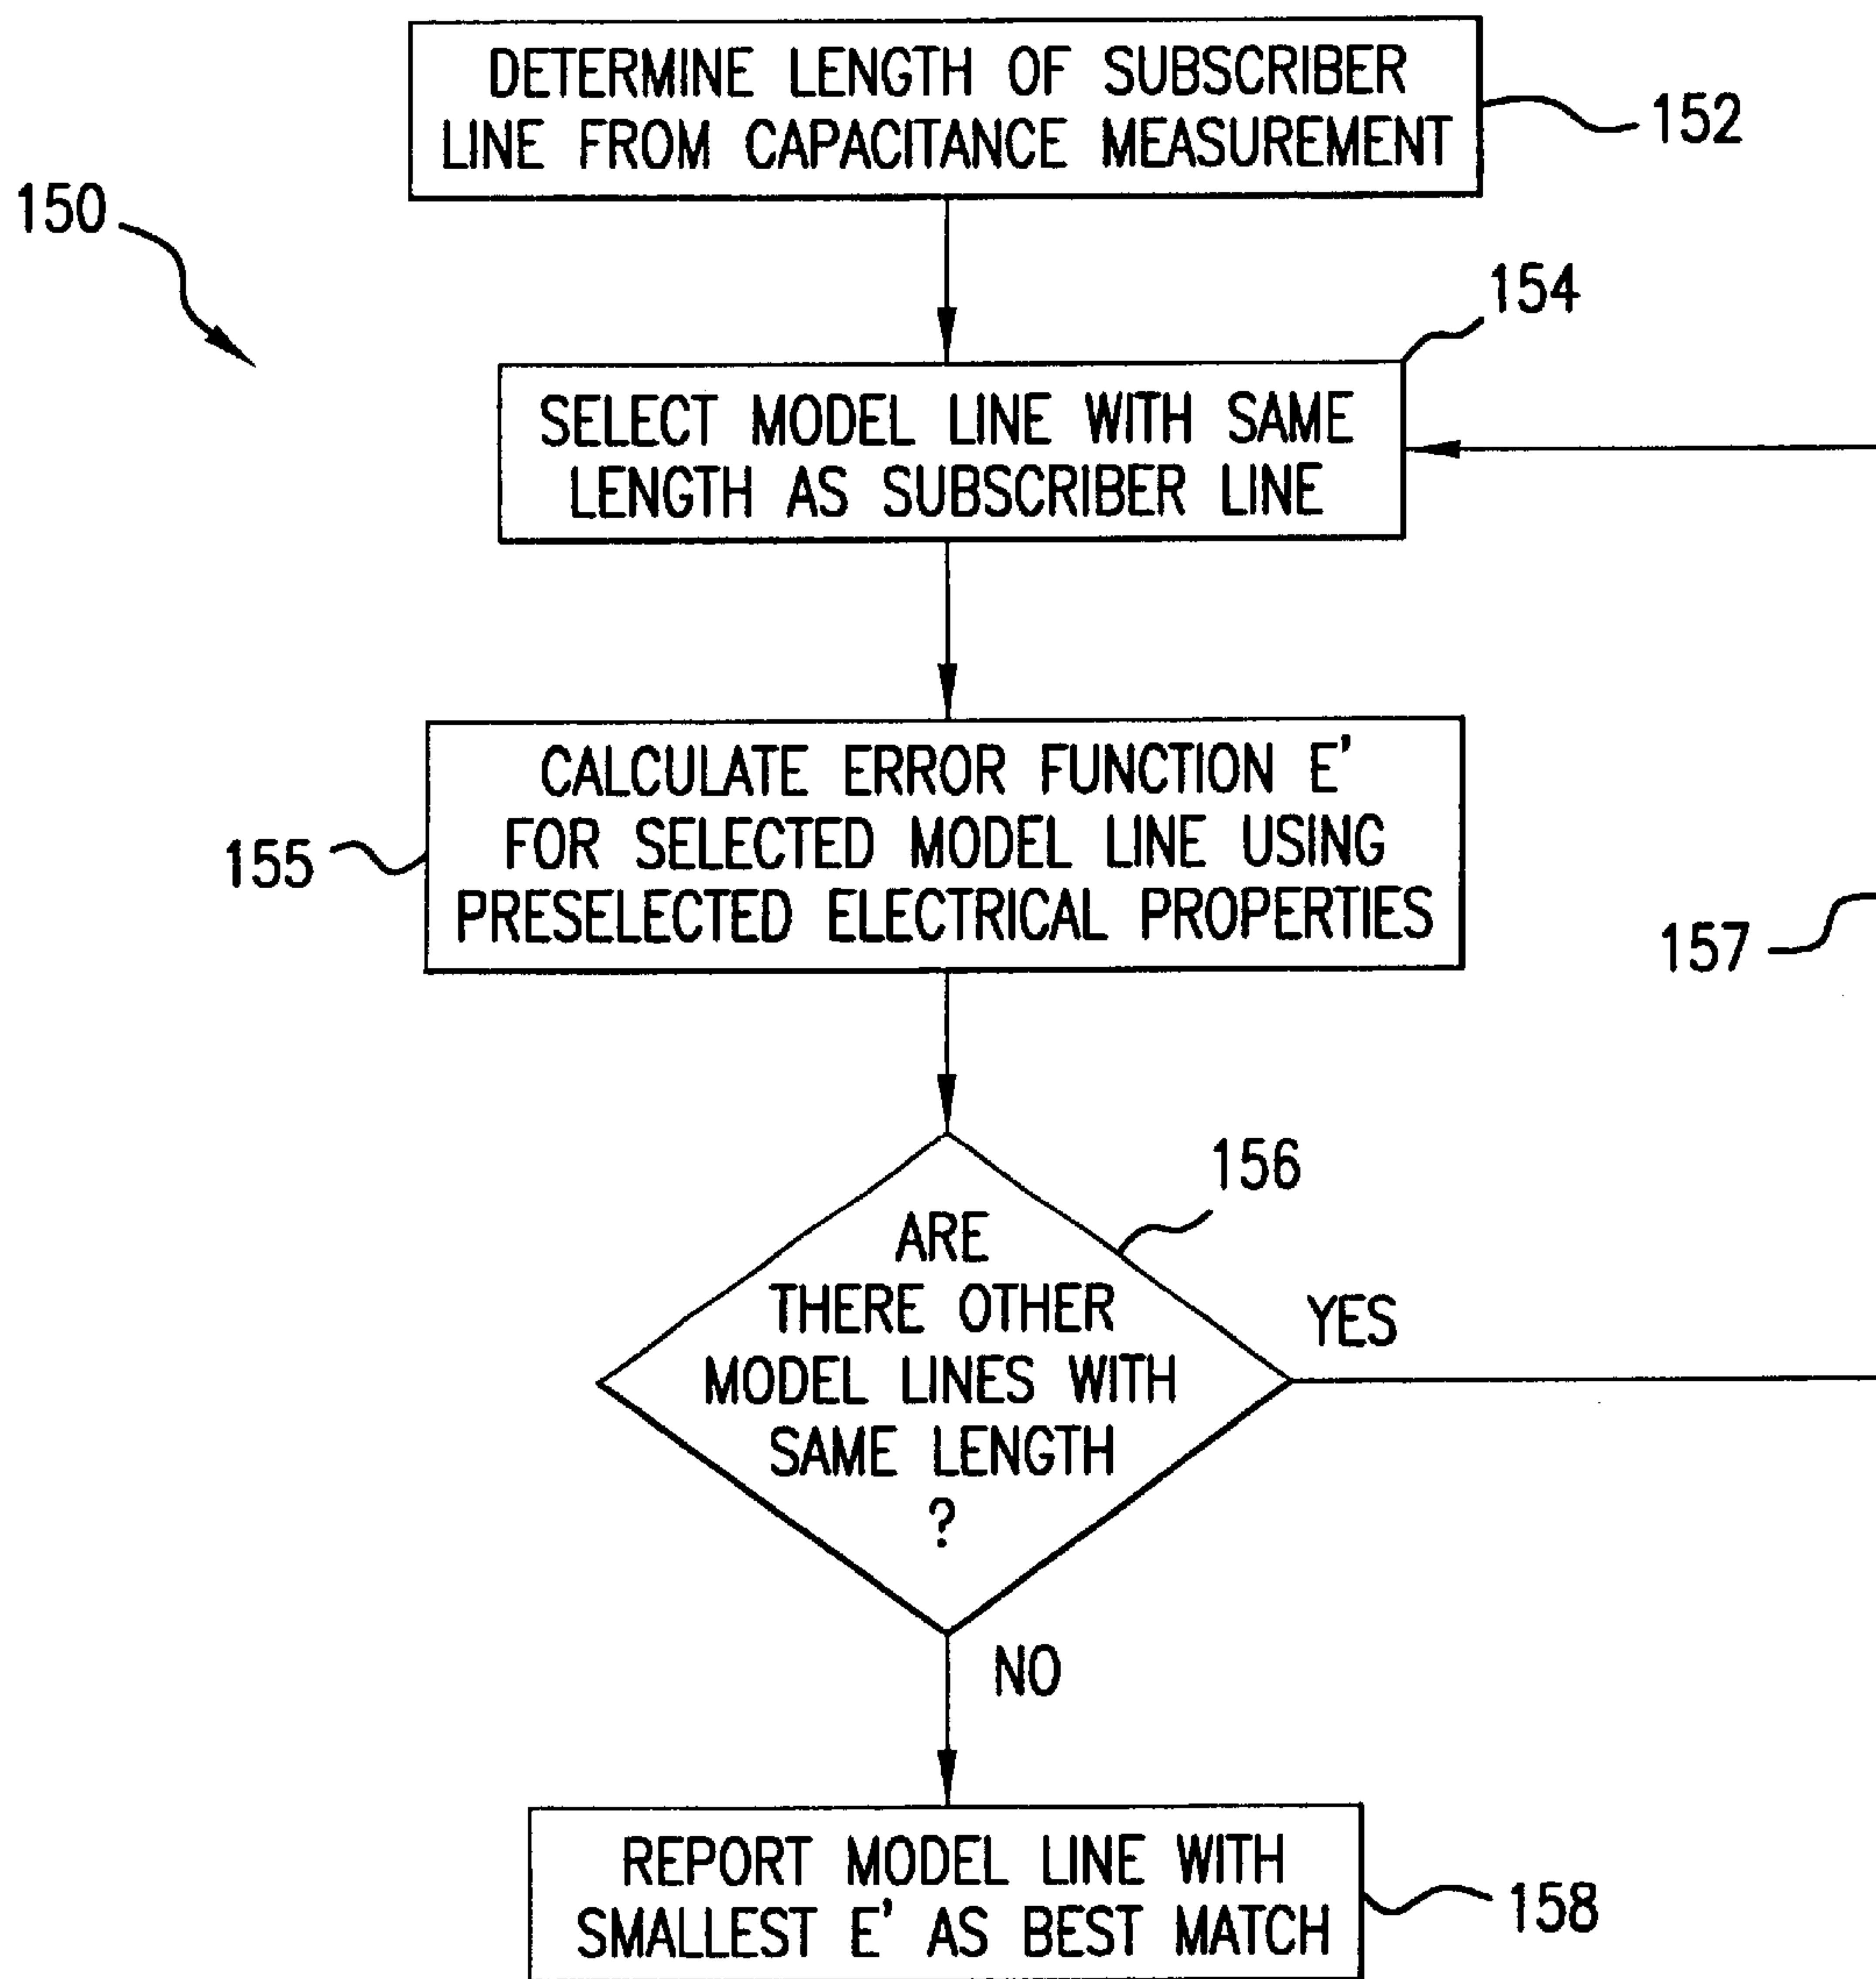 DETERMINE LENGTH OF SUBSCRIBER
LINE FROM CAPACITANCE MEASUREMENT
152
150
154
SELECT MODEL LINE WITH SAME
LENGTH AS SUBSCRIBER LINE
CALCULATE ERROR FUNCTION E'
FOR SELECTED MODEL LINE USING
PRESELECTED ELECTRICAL PROPERTIES
155
157
156
ARE
THERE OTHER
MODEL LINES WITH
SAME LENGTH
?
YES
NO
REPORT MODEL LINE WITH
SMALLEST E' AS BEST MATCH
158